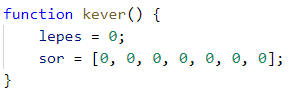 function kever() {
    lepes = 0;
    sor = [0, 0, 0, 0, 0, 0, 0];
}